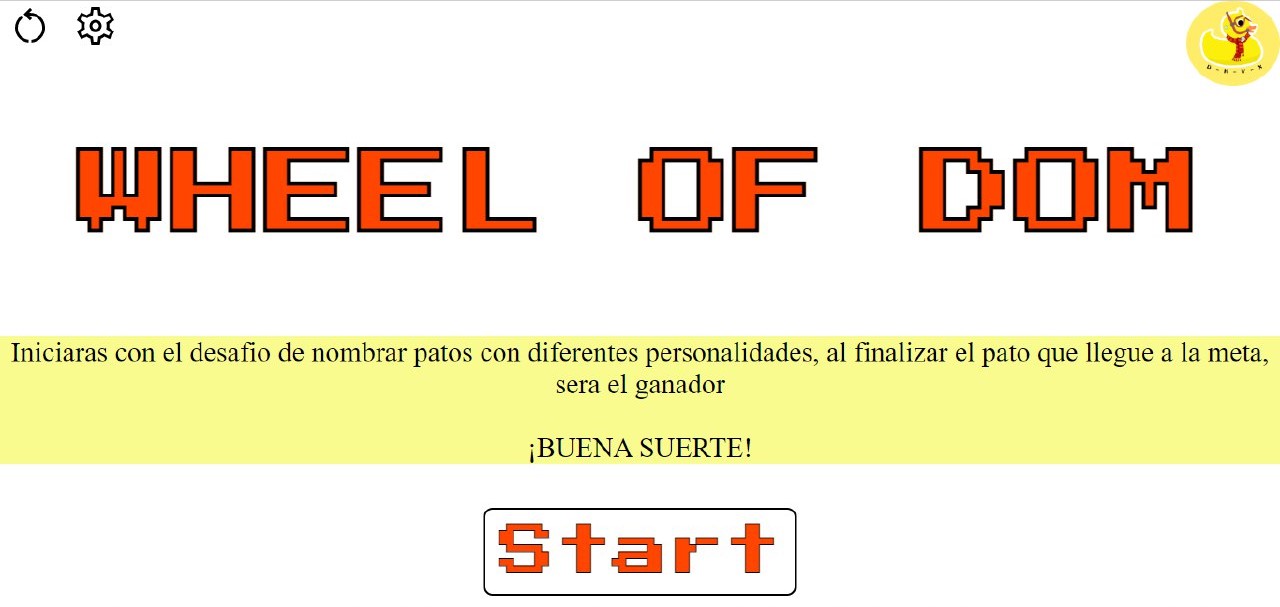 WHEEL OF DOM
Iniciaras con el desafio de nombrar patos con diferentes personalidades, al finalizar el pato que llegue a la meta,
sera el ganador
¡BUENA SUERTE!
Start